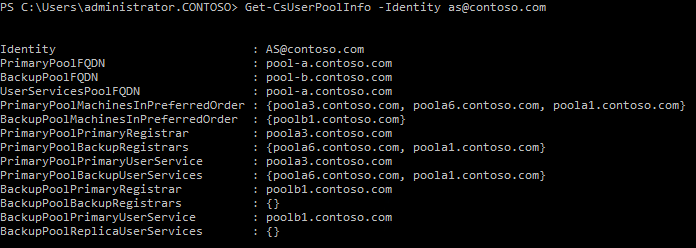 PS C:\Users\administrator.CONTOSO> Get-CsUserPoolInfo -Identity as@contoso.com
Identity : AS@contoso.com
PrimaryPoolFQDN : pool-a.contoso.com
BackupPoolFQDN : pool-b.contoso.com
UserServicesPoolFQDN : pool-a.contoso.com
PrimaryPoolMachinesInPreferredOrder : {poola3.contoso.com, poola6.contoso.com, poola1.contoso.com}
BackupPoolMachinesInPreferredOrder : {poolb1.contoso.com}
PrimaryPoolPrimaryRegistrar : poola3.contoso.com
PrimaryPoolBackupRegistrars : {poola6.contoso.com, poola1.contoso.com}
PrimaryPoolPrimaryUserService : poola3.contoso.com
PrimaryPoolBackupUserServices : {poola6.contoso.com, poola1.contoso.com}
BackupPoolPrimaryRegistrar : poolb1.contoso.com
BackupPoolBackupRegistrars : {}
BackupPoolPrimaryUserService : poolb1.contoso.com
BackupPoolReplicaUserServices : {}